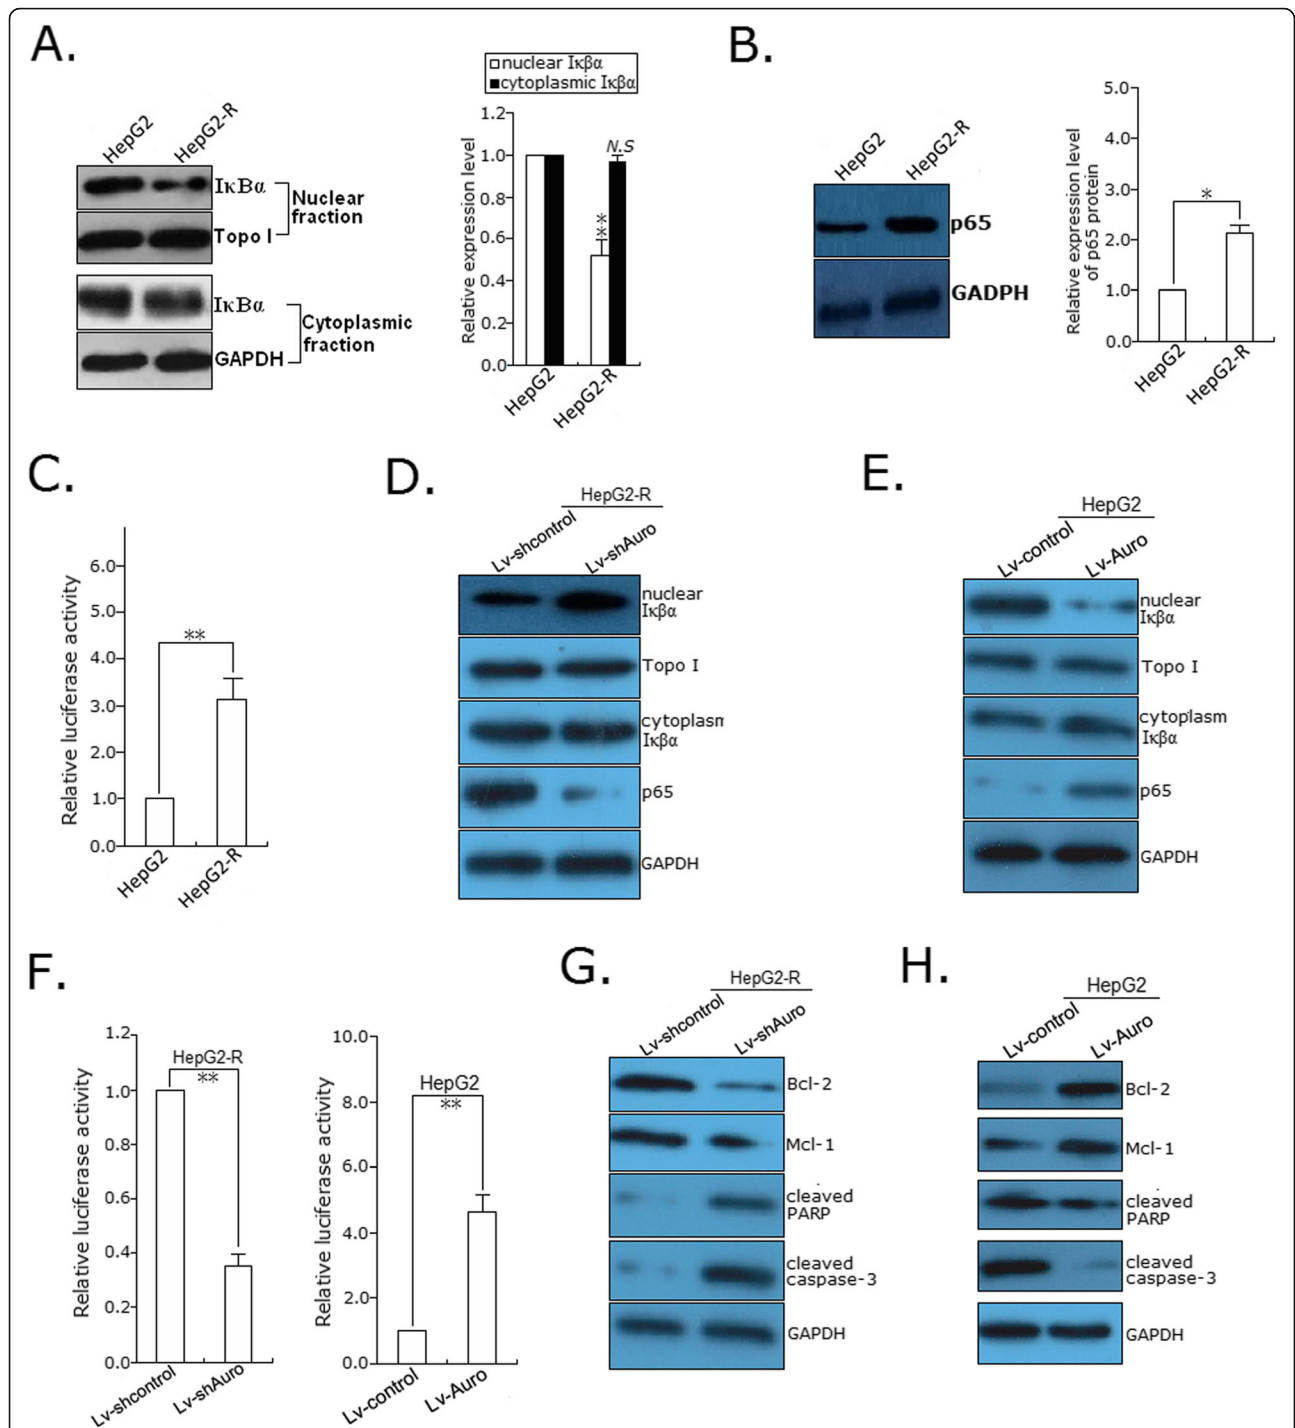 A.
HepG2
HepG2-R
IκBα
Nuclear
fraction
Topo I
IκBα
Cytoplasmic
fraction
GAPDH
nuclear Iκβα
cytoplasmic Iκβα
Relative expression level
1.2
1.0
0.8
0.6
0.4
0.2
0.0
N.S
**
HepG2
HepG2-R
B.
HepG2
HepG2-R
p65
GADPH
Relative expression level
of p65 protein
5.0
4.0
3.0
2.0
1.0
0.0
*
HepG2
HepG2-R
C.
Relative luciferase activity
6.0
5.0
4.0
3.0
2.0
1.0
0.0
**
HepG2
HepG2-R
D.
HepG2-R
Lv-shcontrol
Lv-shAuro
nuclear
Iκβα
Topo I
cytoplasm
Iκβα
p65
GAPDH
E.
HepG2
Lv-control
Lv-Auro
nuclear
Iκβα
Topo I
cytoplasm
Iκβα
p65
GAPDH
F.
Relative luciferase activity
1.2
1.0
0.8
0.6
0.4
0.2
0.0
HepG2-R
**
Lv-shcontrol
Lv-shAuro
Relative luciferase activity
10.0
8.0
6.0
4.0
2.0
0.0
HepG2
**
Lv-control
Lv-Auro
G.
HepG2-R
Lv-shcontrol
Lv-shAuro
Bcl-2
Mcl-1
cleaved
PARP
cleaved
caspase-3
GAPDH
H.
HepG2
Lv-control
Lv-Auro
Bcl-2
Mcl-1
cleaved
PARP
cleaved
caspase-3
GAPDH